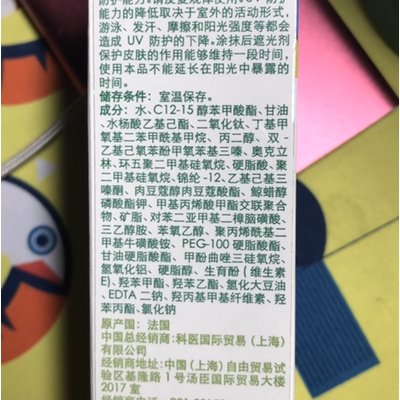 能力的降低取决于室外的活动形式，
游泳、发汗、摩擦和阳光强度等都会
造成 UV 防护的下降。涂抹后遮光剂
保护皮肤的作用能够维持一段时间，
使用本品不能延长在阳光中暴露的
时间。
储存条件：室温保存。
成分：水、C12-15 醇苯甲酸酯、甘油
、水杨酸乙基己酯、二氧化钛、丁基甲
氧基二苯甲酰基甲烷、丙二醇、双-
乙基己氧苯酚甲氧苯基三嗪、奥克立
林、环五聚二甲基硅氧烷、硬脂酸、聚
二甲基硅氧烷、锦纶-12、乙基己基三
嗪酮、肉豆蔻醇肉豆蔻酸酯、鲸蜡醇
磷酸酯钾、甲基丙烯酸甲酯交联聚合
物、矿脂、对苯二亚甲基二樟脑磺酸、
三乙醇胺、苯氧乙醇、聚丙烯酰基二
甲基牛磺酸铵、PEG-100 硬脂酸酯、
甘油硬脂酸酯、甲酚曲唑三硅氧烷、
氢氧化铝、硬脂醇、生育酚（维生素
E）、羟苯甲酯、羟苯乙酯、氢化大豆油
、EDTA 二钠、羟丙基甲基纤维素、羟
苯丙酯、氯化钠
原产国：法国
中国总经销商：科医国际贸易（上海）
有限公司
经销商地址：中国（上海）自由贸易试
验区基隆路 1 号汤臣国际贸易大楼
2017 室